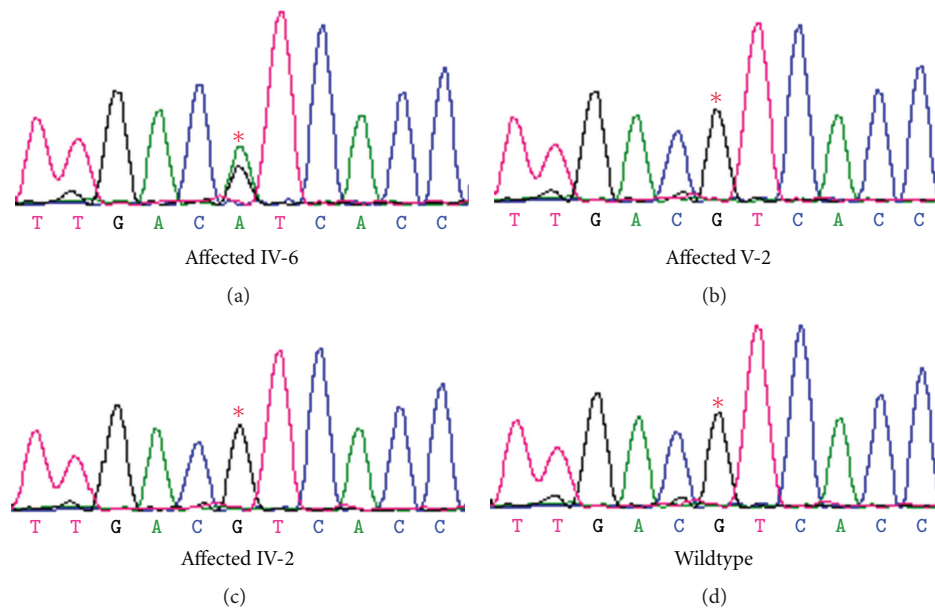 *
T T G A C A T C A C C
Affected IV-6
(a)
*
T T G A C G T C A C C
Affected V-2
(b)
*
T T G A C G T C A C C
Affected IV-2
(c)
*
T T G A C G T C A C C
Wildtype
(d)